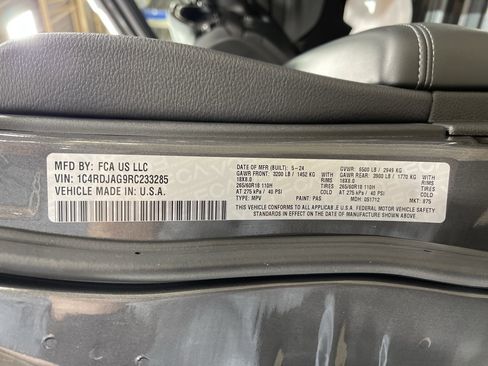 MFD. BY: FCA US LLC
VIN: 1C4RDJAG9RC233285
VEHICLE MADE IN: U.S.A.
DATE OF MFR (BUILT): 5-24 GVWR: 6500 LB / 2949 KG
GAWR FRONT: 3200 LB / 1452 KG WITH GAWR REAR: 3900 LB / 1770 KG WITH
18X8.0 RIMS 18X8.0 RIMS
265/60R18 110H TIRES 265/60R18 110H TIRES
AT 275 kPa / 40 PSI COLD AT 275 kPa / 40 PSI COLD
TYPE: MPV PAINT: PAS MDH: 051712 MKT: 875
THIS VEHICLE CONFORMS TO ALL APPLICABLE U.S.A. FEDERAL MOTOR VEHICLE SAFETY
STANDARDS IN EFFECT ON THE DATE OF MANUFACTURE SHOWN ABOVE.